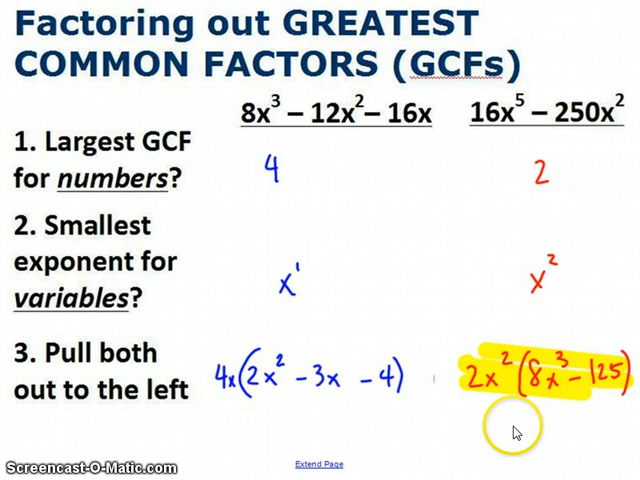 Factoring out GREATEST
COMMON FACTORS (GCFs)
8x³ – 12x² – 16x
16x⁵ – 250x²
1. Largest GCF
for numbers?
4
2
2. Smallest
exponent for
variables?
x¹
x²
3. Pull both
out to the left
4x(2x² – 3x – 4)
2x²(8x³ – 125)
Extend Page
Screencast-O-Matic.com